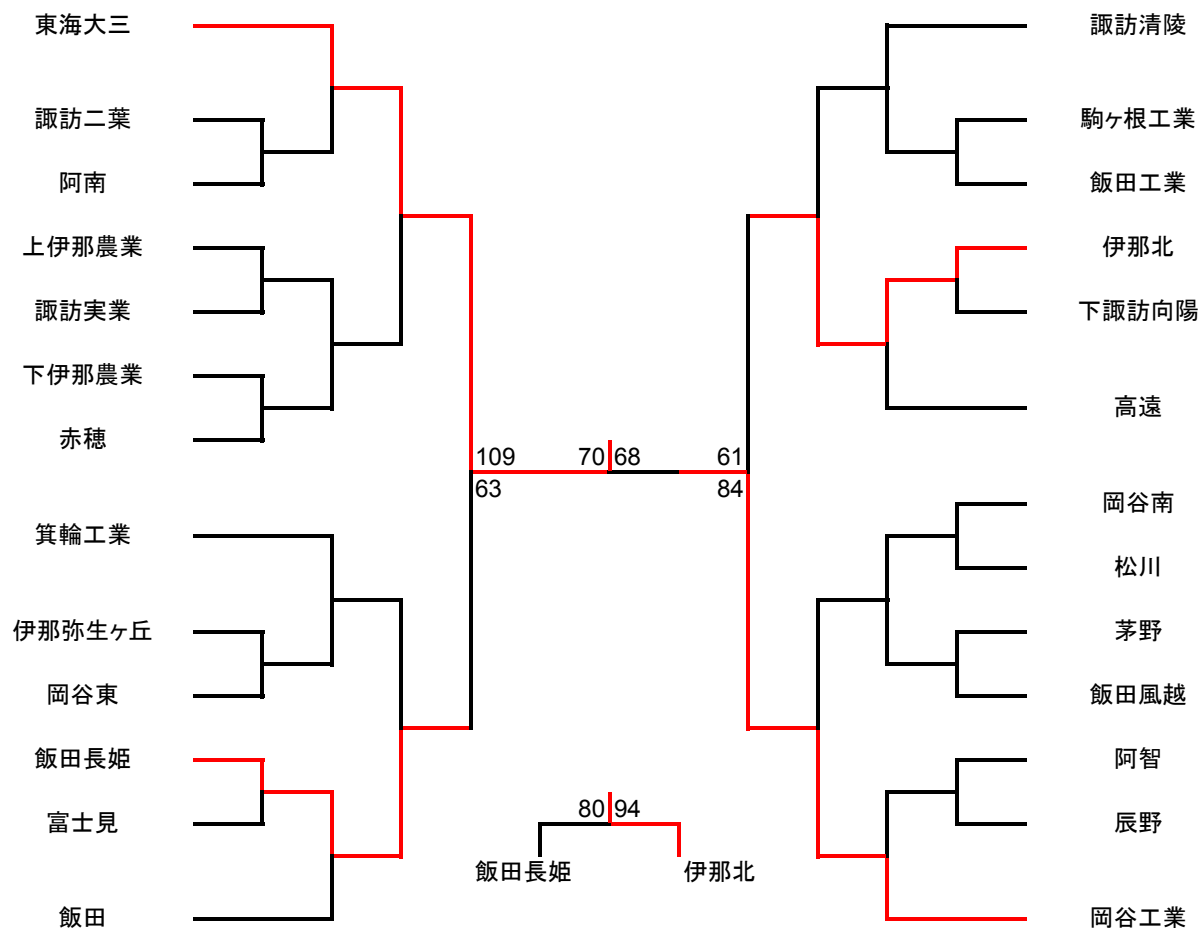 東海大三
諏訪二葉
阿南
上伊那農業
諏訪実業
下伊那農業
赤穂
箕輪工業
伊那弥生ヶ丘
岡谷東
飯田長姫
富士見
飯田
109
63
70 68
61
84
80 94
飯田長姫
伊那北
諏訪清陵
駒ヶ根工業
飯田工業
伊那北
下諏訪向陽
高遠
岡谷南
松川
茅野
飯田風越
阿智
辰野
岡谷工業